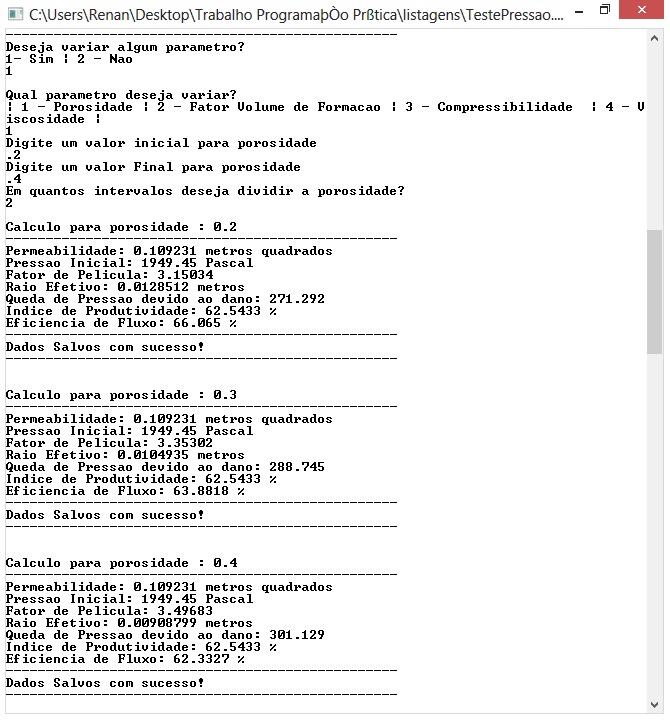 C:\Users\Renan\Desktop\Trabalho ProgramaþÒo Prßtica\listagens\TestePressao....
--------------------------------------------------
Deseja variar algum parametro?
1- Sim ¦ 2 - Nao
1
Qual parametro deseja variar?
¦ 1 - Porosidade ¦ 2 - Fator Volume de Formacao ¦ 3 - Compressibilidade  ¦ 4 - V
iscosidade ¦
1
Digite um valor inicial para porosidade
.2
Digite um valor Final para porosidade
.4
Em quantos intervalos deseja dividir a porosidade?
2
Calculo para porosidade : 0.2
--------------------------------------------------
Permeabilidade: 0.109231 metros quadrados
Pressao Inicial: 1949.45 Pascal
Fator de Pelicula: 3.15034
Raio Efetivo: 0.0128512 metros
Queda de Pressao devido ao dano: 271.292
Indice de Produtividade: 62.5433 %
Eficiencia de Fluxo: 66.065 %
--------------------------------------------------
Dados Salvos com sucesso!
--------------------------------------------------
Calculo para porosidade : 0.3
--------------------------------------------------
Permeabilidade: 0.109231 metros quadrados
Pressao Inicial: 1949.45 Pascal
Fator de Pelicula: 3.35302
Raio Efetivo: 0.0104935 metros
Queda de Pressao devido ao dano: 288.745
Indice de Produtividade: 62.5433 %
Eficiencia de Fluxo: 63.8818 %
--------------------------------------------------
Dados Salvos com sucesso!
--------------------------------------------------
Calculo para porosidade : 0.4
--------------------------------------------------
Permeabilidade: 0.109231 metros quadrados
Pressao Inicial: 1949.45 Pascal
Fator de Pelicula: 3.49683
Raio Efetivo: 0.00908799 metros
Queda de Pressao devido ao dano: 301.129
Indice de Produtividade: 62.5433 %
Eficiencia de Fluxo: 62.3327 %
--------------------------------------------------
Dados Salvos com sucesso!
--------------------------------------------------